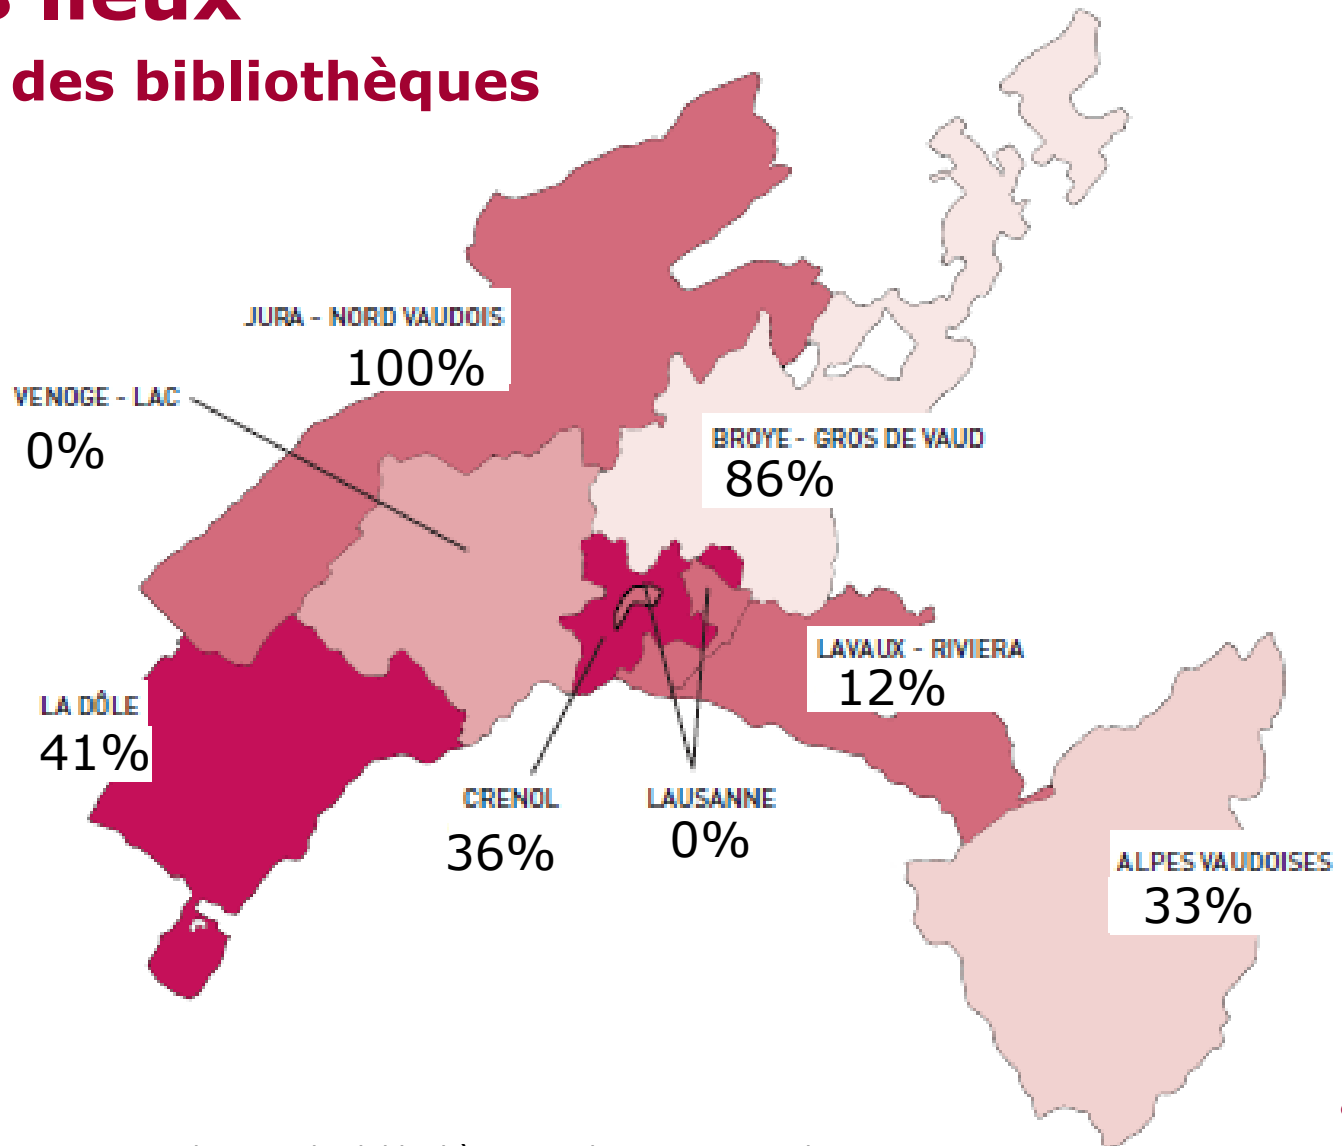 s lieux
des bibliothèques
JURA - NORD VAUDOIS
100%
VENOGE - LAC
0%
BROYE - GROS DE VAUD
86%
LAVAUX - RIVIERA
12%
LA DÔLE
41%
CRENOL
36%
LAUSANNE
0%
ALPES VAUDOISES
33%